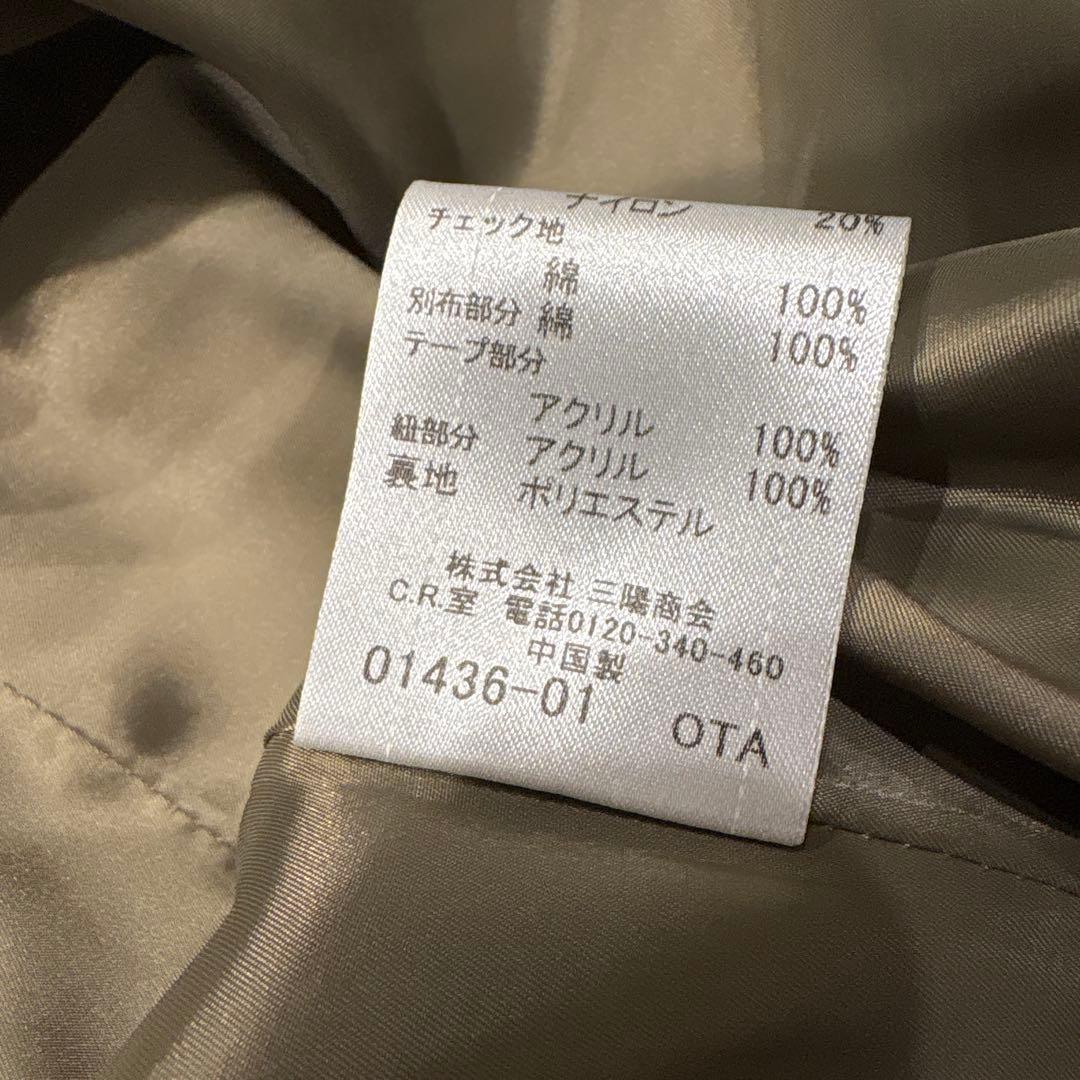 ナイロン 20%
チェック地
綿 100%
別布部分 綿 100%
テープ部分
アクリル 100%
紐部分 アクリル 100%
裏地 ポリエステル
株式会社 三陽商会
C.R.室 電話0120-340-460
中国製
01436-01 OTA